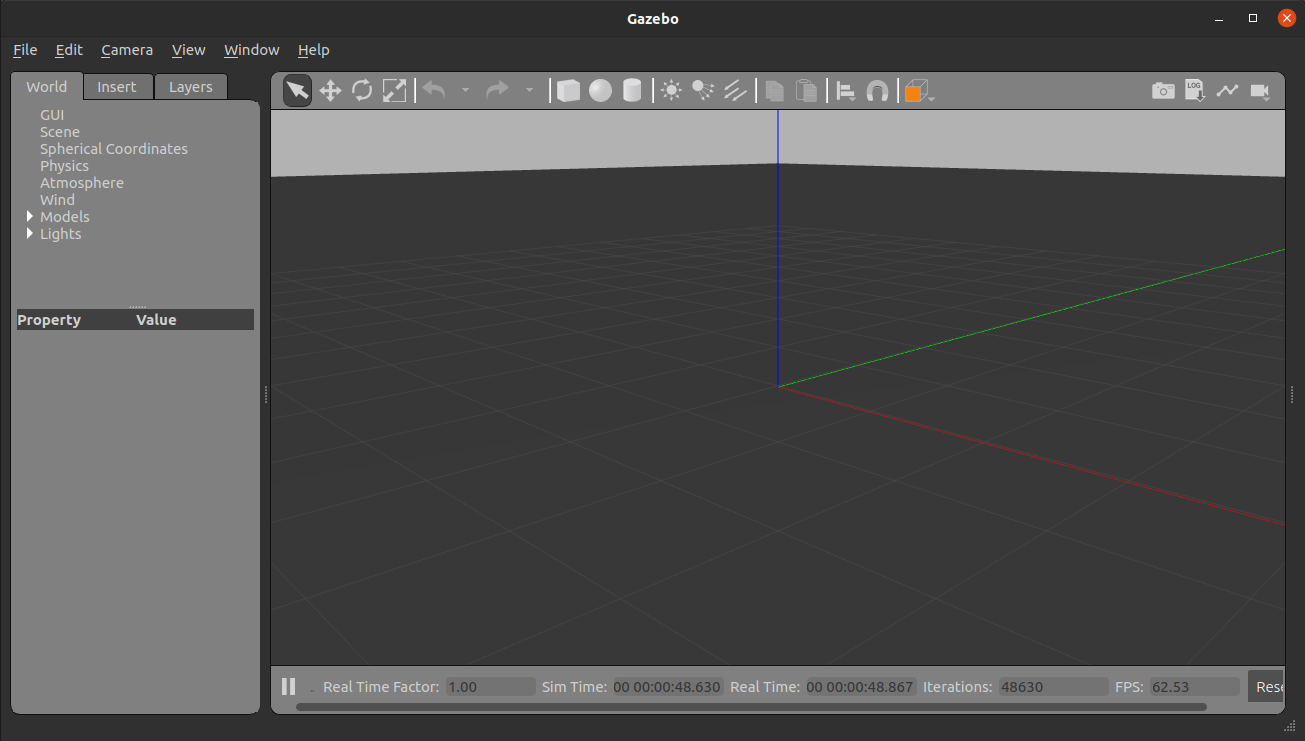 Gazebo
File Edit Camera View Window Help
World Insert Layers
LOG
GUI
Scene
Spherical Coordinates
Physics
Atmosphere
Wind
Models
Lights
Property Value
Real Time Factor: 1.00 Sim Time: 00 00:00:48.630 Real Time: 00 00:00:48.867 Iterations: 48630 FPS: 62.53 Rese